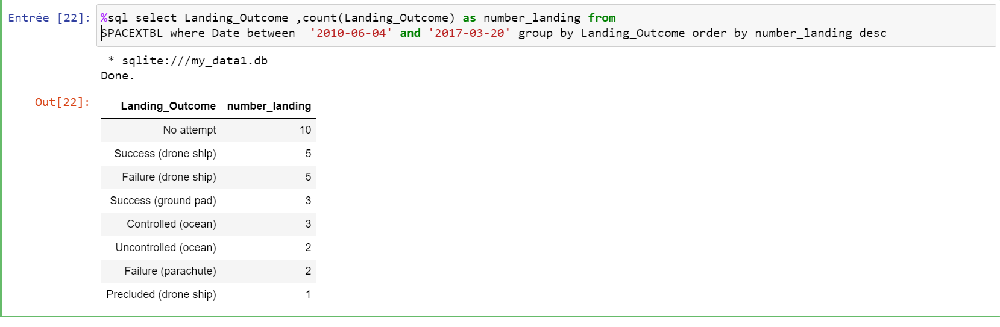 Entrée [22]: %sql select Landing_Outcome ,count(Landing_Outcome) as number_landing from
SPACEXTBL where Date between  '2010-06-04' and '2017-03-20' group by Landing_Outcome order by number_landing desc
* sqlite:///my_data1.db
Done.
Out[22]:
Landing_Outcome number_landing
No attempt 10
Success (drone ship) 5
Failure (drone ship) 5
Success (ground pad) 3
Controlled (ocean) 3
Uncontrolled (ocean) 2
Failure (parachute) 2
Precluded (drone ship) 1